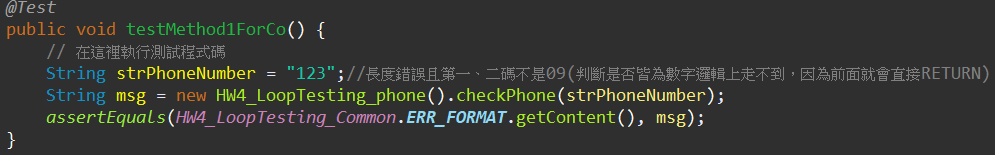 @Test
public void testMethod1ForCo() {
    // 在這裡執行測試程式碼
    String strPhoneNumber = "123";//長度錯誤且第一、二碼不是09(判斷是否皆為數字邏輯上走不到，因為前面就會直接RETURN)
    String msg = new HW4_LoopTesting_phone().checkPhone(strPhoneNumber);
    assertEquals(HW4_LoopTesting_Common.ERR_FORMAT.getContent(), msg);
}